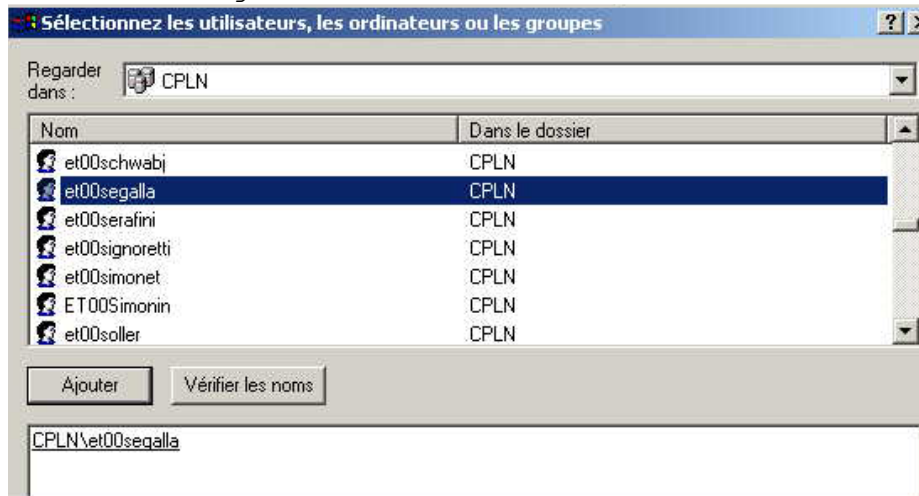 Sélectionnez les utilisateurs, les ordinateurs ou les groupes
Regarder
dans :
CPLN
Nom Dans le dossier
et00schwabj CPLN
et00segalla CPLN
et00serafini CPLN
et00signoretti CPLN
et00simonet CPLN
ET00Simonin CPLN
et00soller CPLN
Ajouter Vérifier les noms
CPLN\et00segalla